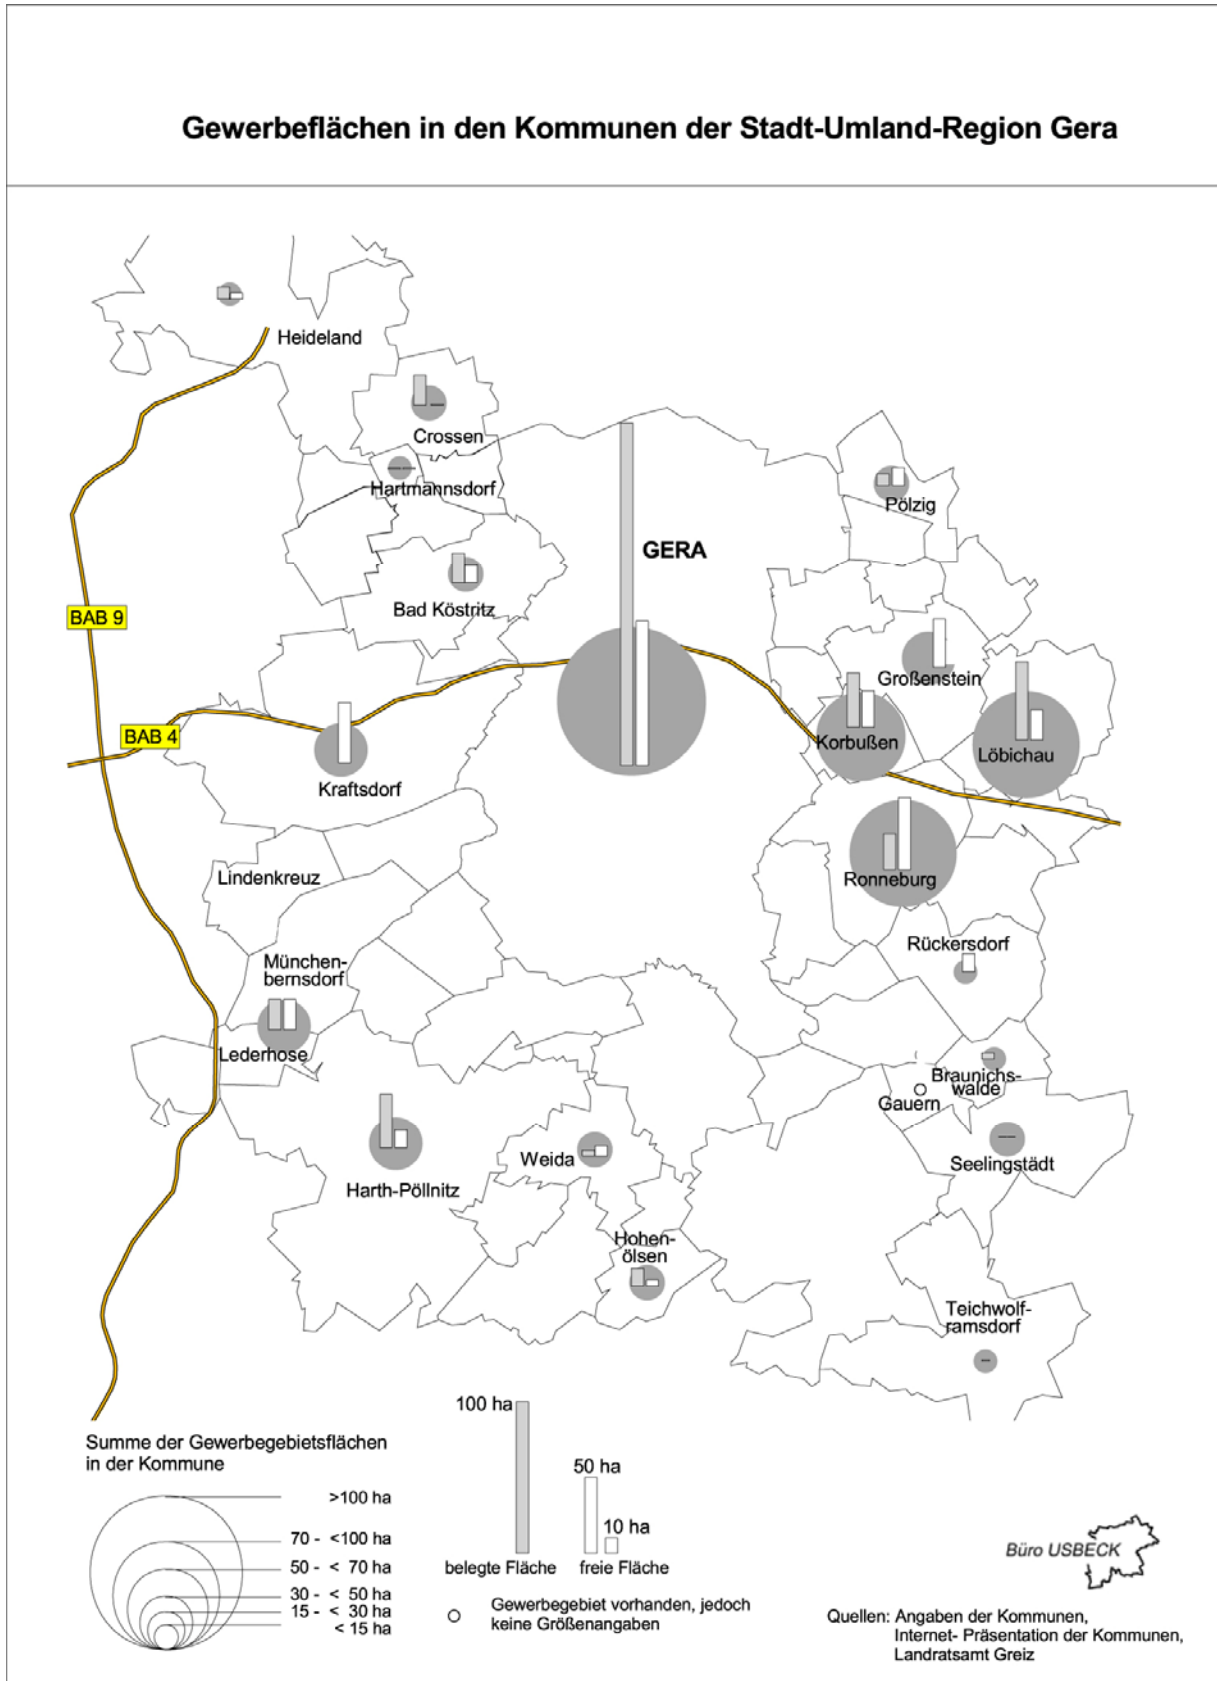 Gewerbeflächen in den Kommunen der Stadt-Umland-Region Gera
Heideland
Crossen
Hartmannsdorf
Pölzig
GERA
Bad Köstritz
BAB 9
Großenstein
BAB 4
Korbußen
Löbichau
Kraftsdorf
Lindenkreuz
Ronneburg
Rückersdorf
München-
bernsdorf
Lederhose
Braunichs-
walde
Gauern
Weida
Seelingstädt
Harth-Pöllnitz
Hohen-
ölsen
Teichwolf-
ramsdorf
Summe der Gewerbegebietsflächen
in der Kommune
>100 ha
70 - <100 ha
50 - < 70 ha
30 - < 50 ha
15 - < 30 ha
< 15 ha
100 ha
50 ha
10 ha
belegte Fläche
freie Fläche
Gewerbegebiet vorhanden, jedoch
keine Größenangaben
Büro USBECK
Quellen: Angaben der Kommunen,
Internet- Präsentation der Kommunen,
Landratsamt Greiz